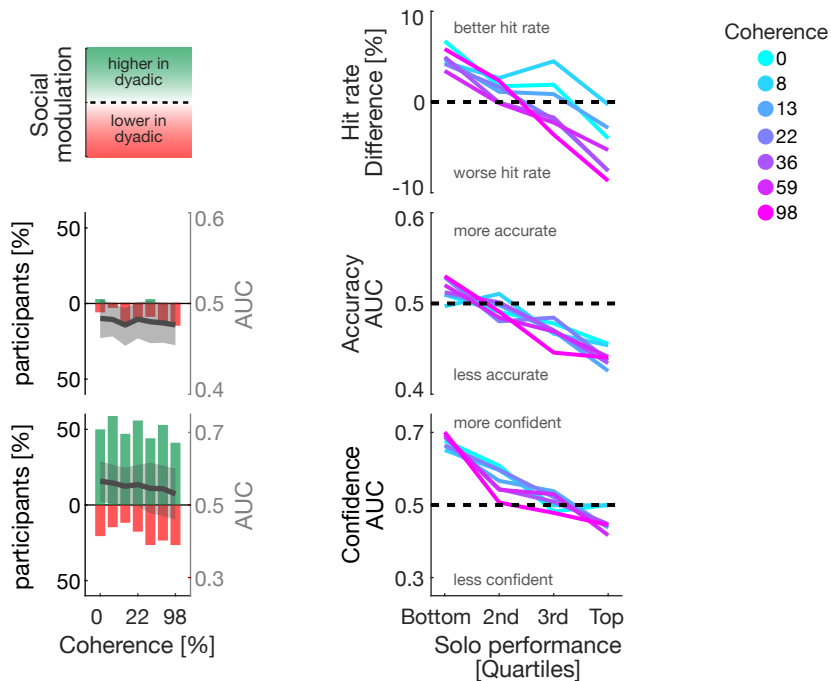 Social
modulation
higher in
dyadic
lower in
dyadic
Hit rate
Difference [%]
10
0
-10
better hit rate
worse hit rate
Coherence
0
8
13
22
36
59
98
participants [%]
50
0
50
0.6
0.5
0.4
AUC
Accuracy
AUC
0.6
0.5
0.4
more accurate
less accurate
participants [%]
50
0
50
0.7
0.5
0.3
AUC
0
22
98
Coherence [%]
Confidence
AUC
0.7
0.5
0.3
more confident
less confident
Bottom
2nd
3rd
Top
Solo performance
[Quartiles]